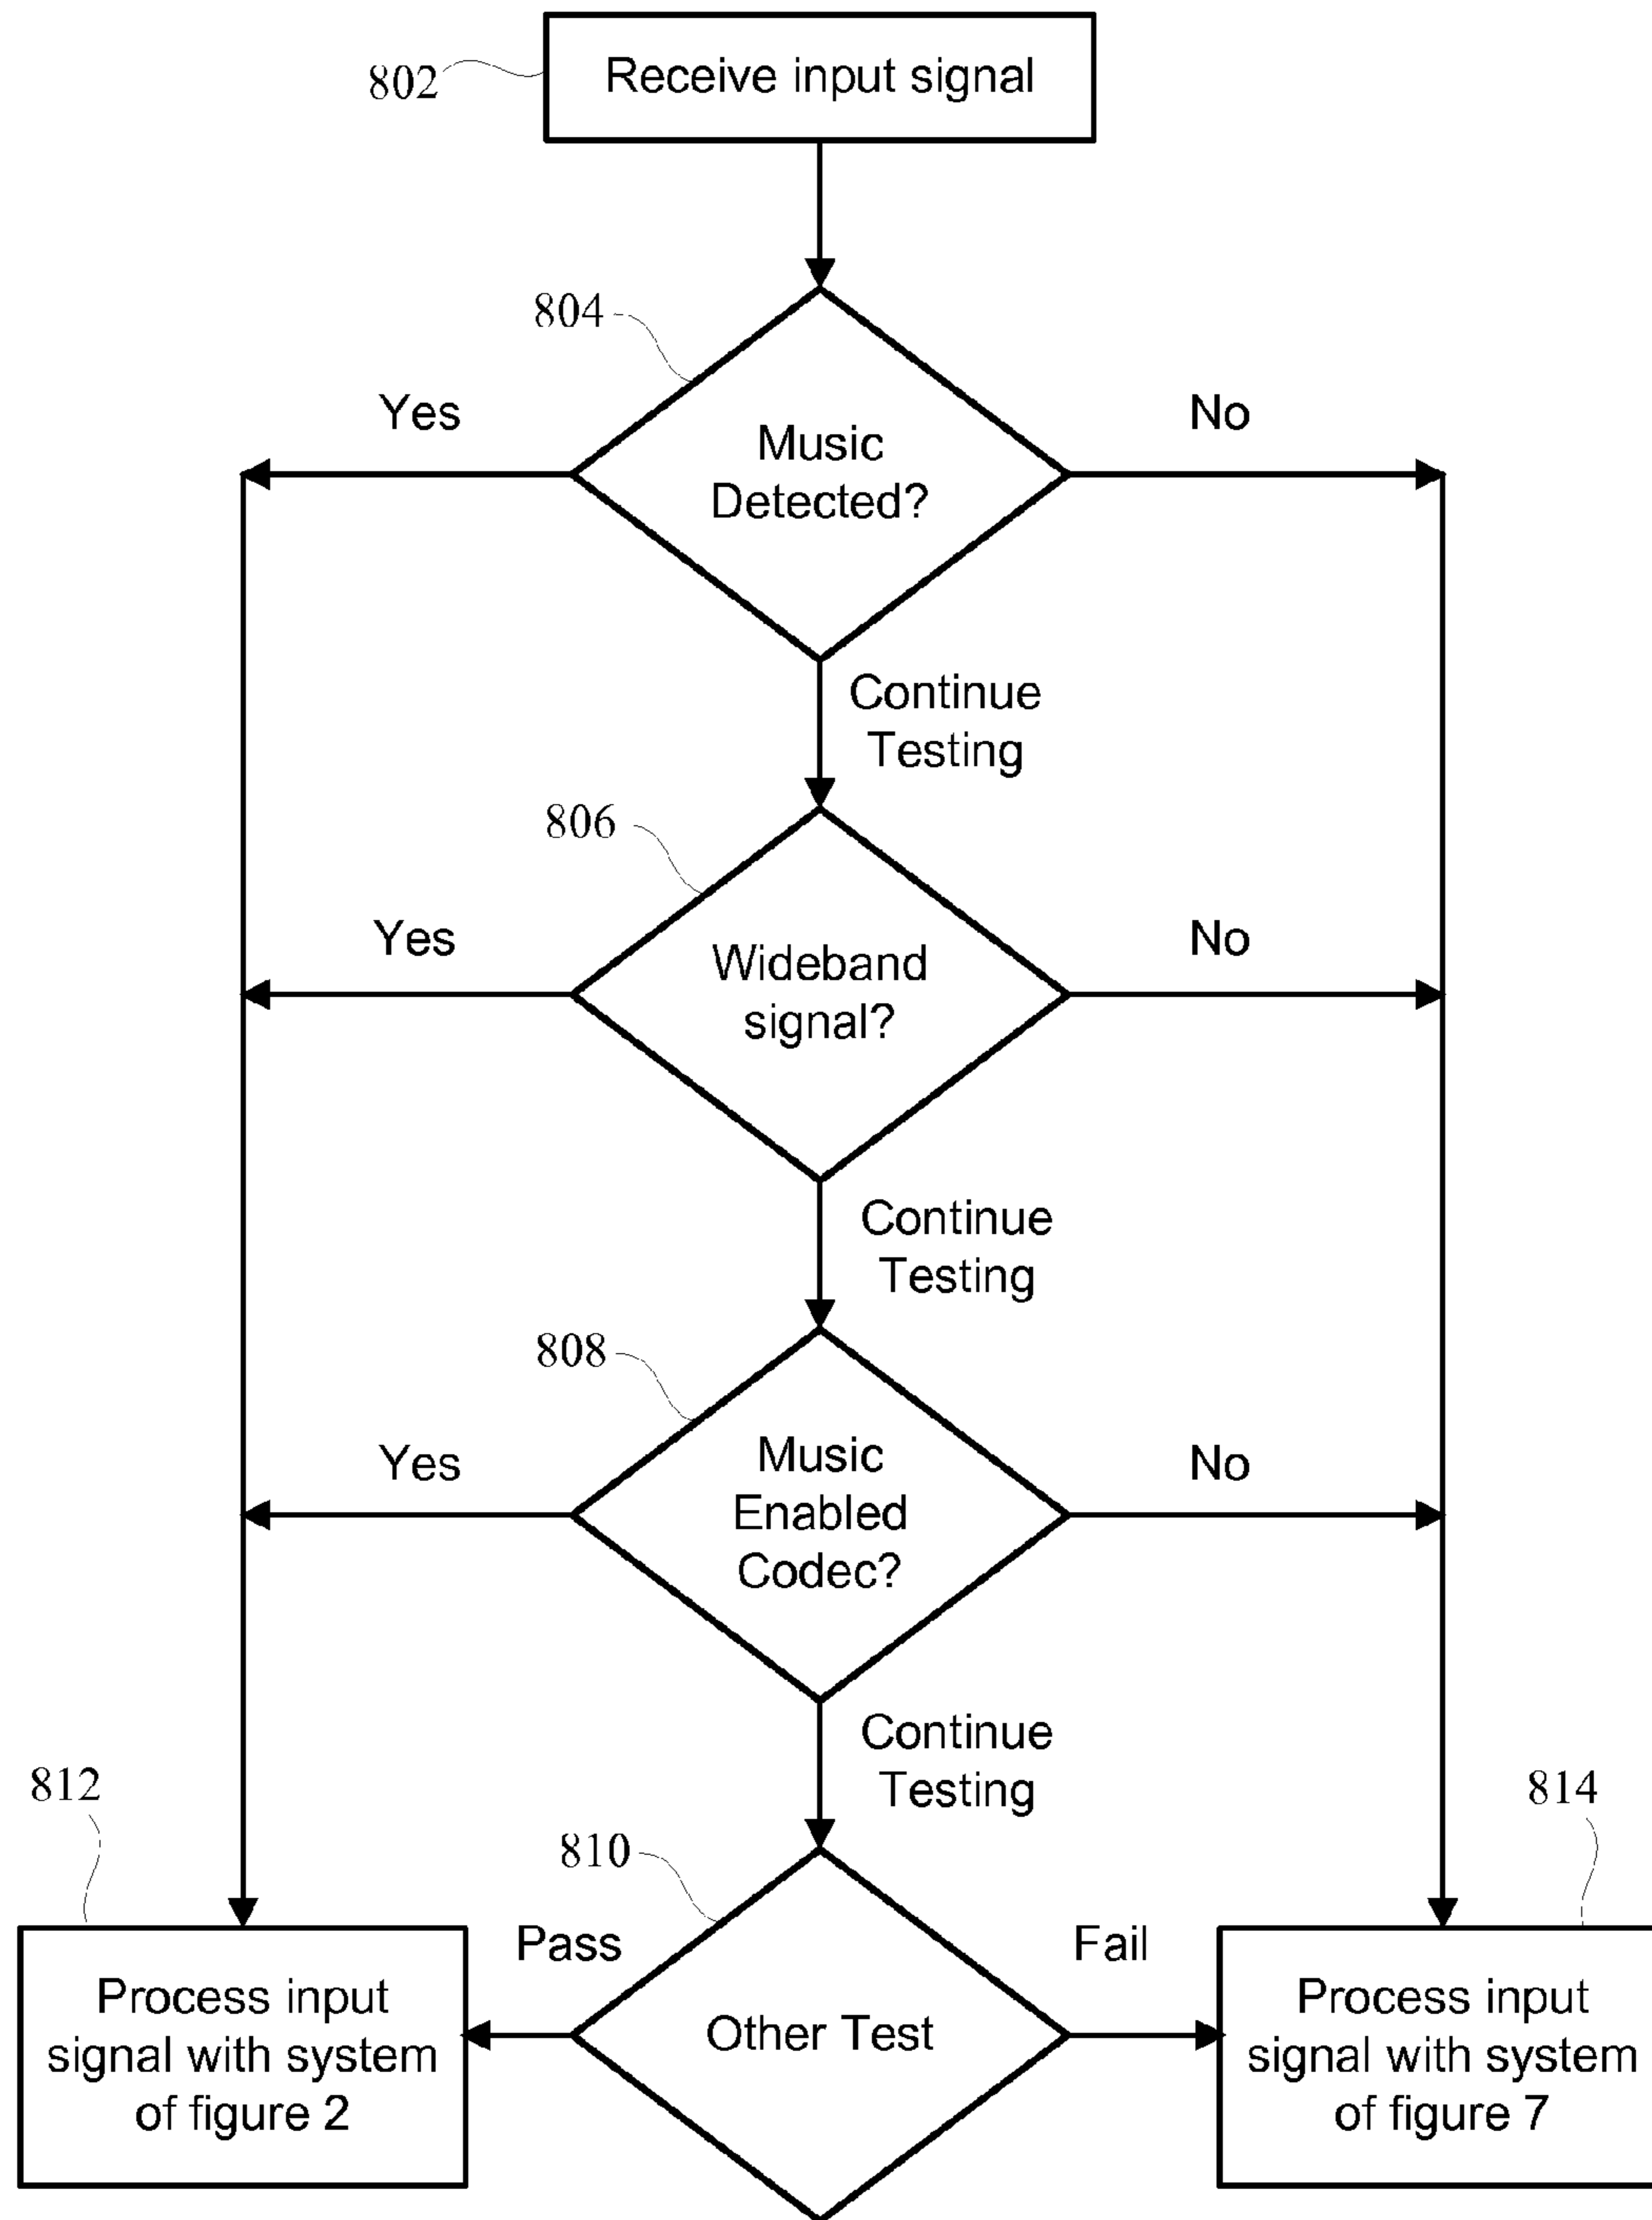 Receive input signal
802
804
Yes
No
Music
Detected?
Continue
Testing
806
Yes
No
Wideband
signal?
Continue
Testing
808
Yes
No
Music
Enabled
Codec?
Continue
Testing
812
814
810
Pass
Fail
Process input
signal with system
of figure 2
Other Test
Process input
signal with system
of figure 7